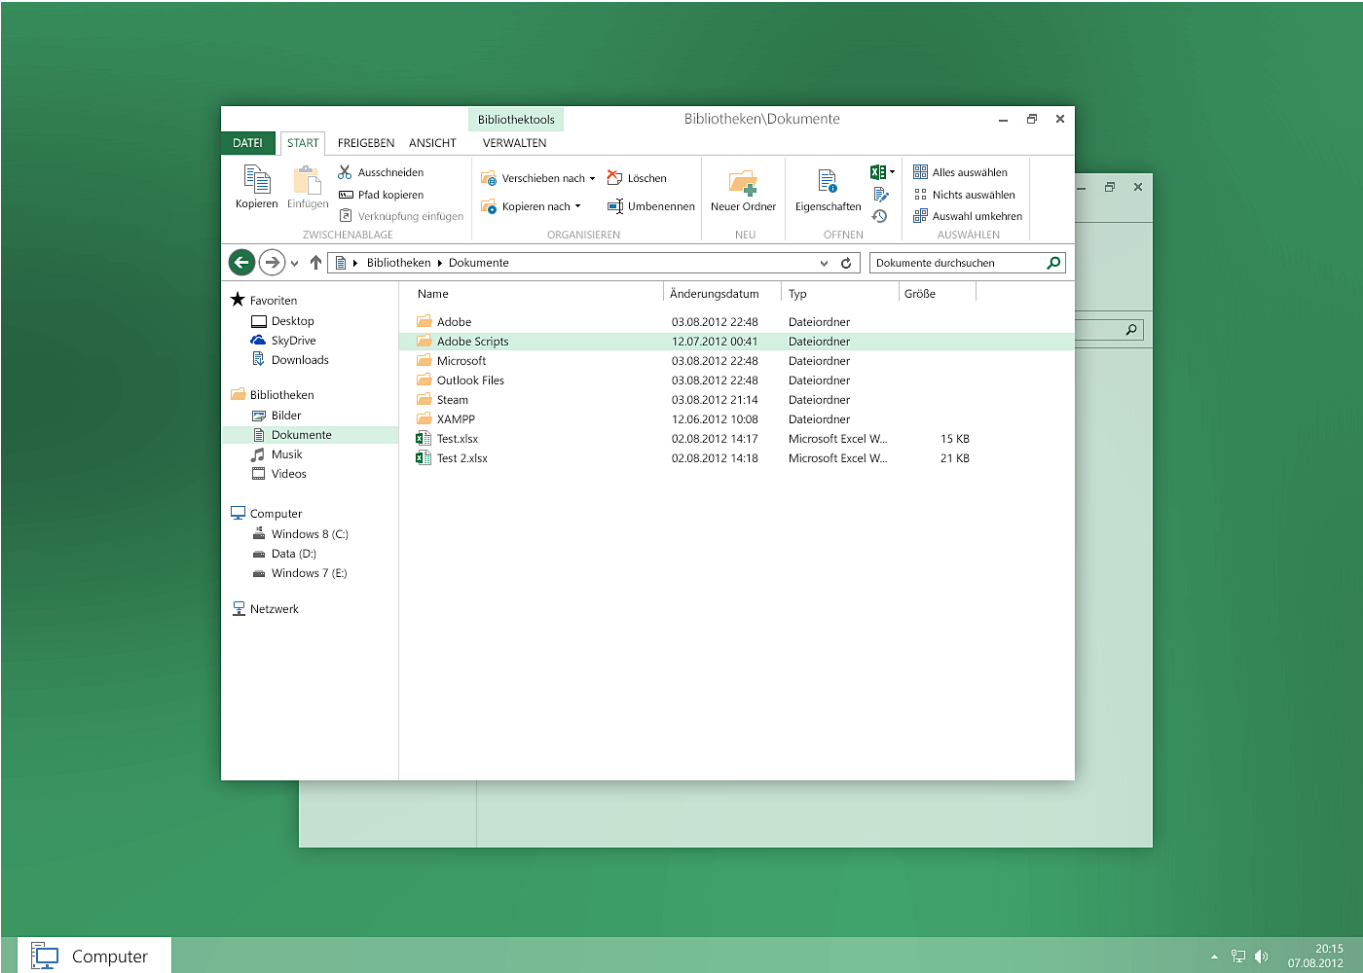 Bibliothektools
Bibliotheken\Dokumente
DATEI START FREIGEBEN ANSICHT VERWALTEN
Kopieren
Einfügen
Ausschneiden
Pfad kopieren
Verknüpfung einfügen
ZWISCHENABLAGE
Verschieben nach
Kopieren nach
Löschen
Umbenennen
ORGANISIEREN
Neuer Ordner
NEU
Eigenschaften
ÖFFNEN
Alles auswählen
Nichts auswählen
Auswahl umkehren
AUSWÄHLEN
Bibliotheken Dokumente
Dokumente durchsuchen
Favoriten
Desktop
SkyDrive
Downloads
Bibliotheken
Bilder
Dokumente
Musik
Videos
Computer
Windows 8 (C:)
Data (D:)
Windows 7 (E:)
Netzwerk
Name Änderungsdatum Typ Größe
Adobe 03.08.2012 22:48 Dateiordner
Adobe Scripts 12.07.2012 00:41 Dateiordner
Microsoft 03.08.2012 22:48 Dateiordner
Outlook Files 03.08.2012 22:48 Dateiordner
Steam 03.08.2012 21:14 Dateiordner
XAMPP 12.06.2012 10:08 Dateiordner
Test.xlsx 02.08.2012 14:17 Microsoft Excel W... 15 KB
Test 2.xlsx 02.08.2012 14:18 Microsoft Excel W... 21 KB
Computer
20:15
07.08.2012